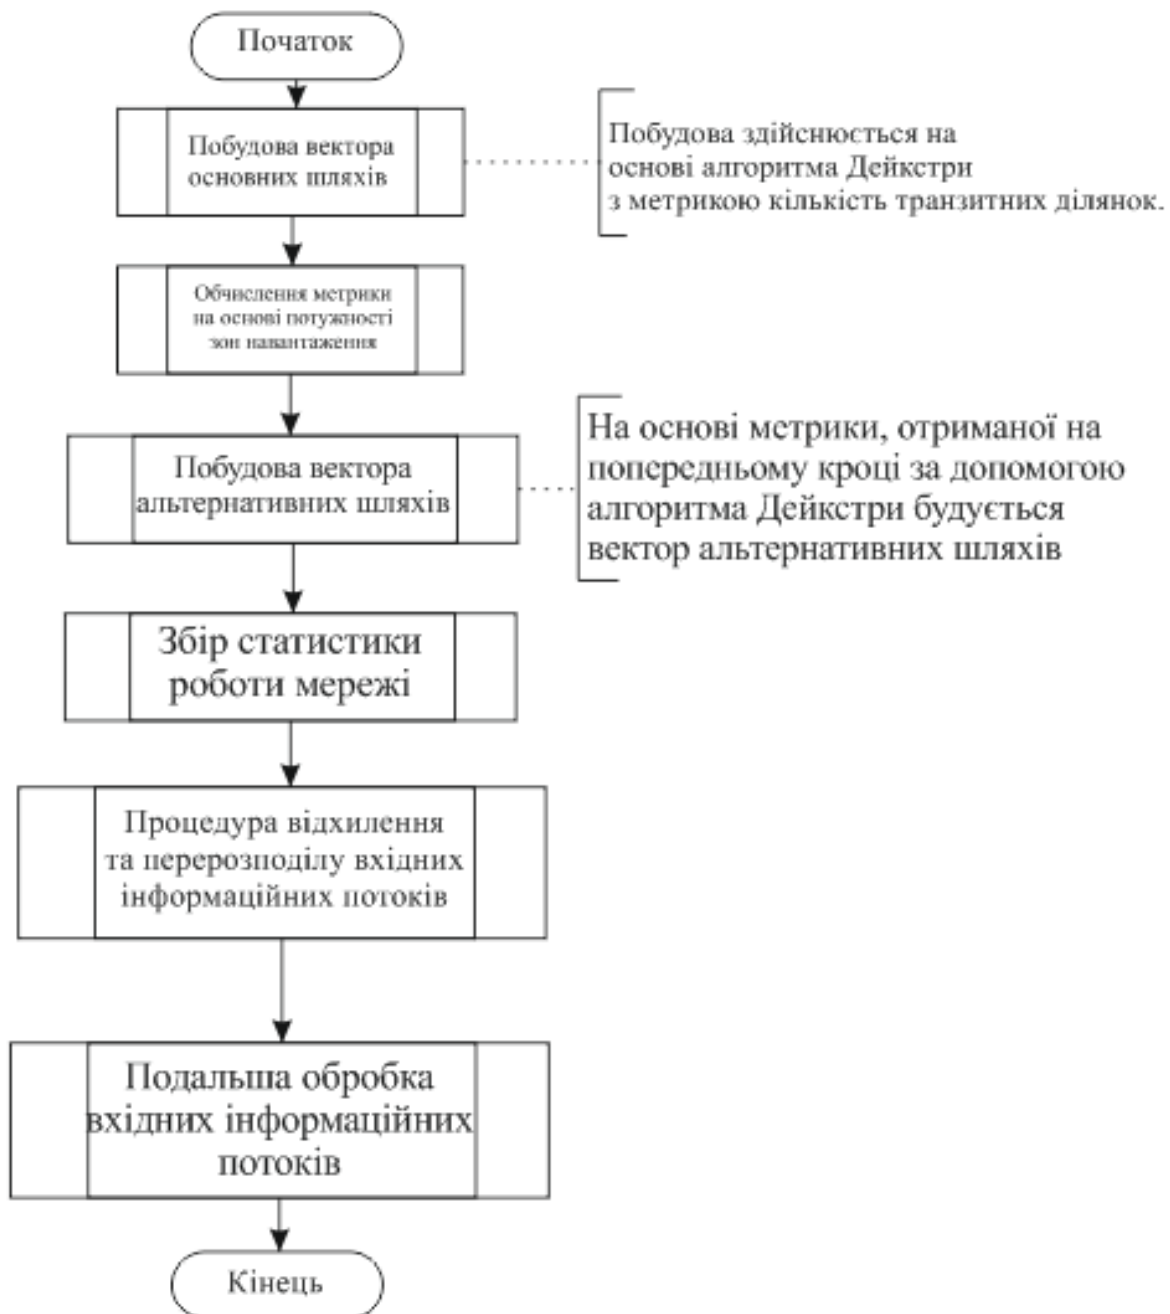 Початок
Побудова вектора
основних шляхів
Побудова здійснюється на
основі алгоритма Дейкстри
з метрикою кількість транзитних ділянок.
Обчислення метрики
на основі потужності
зон навантаження
Побудова вектора
альтернативних шляхів
На основі метрики, отриманої на
попередньому кроці за допомогою
алгоритма Дейкстри будується
вектор альтернативних шляхів
Збір статистики
роботи мережі
Процедура відхилення
та перерозподілу вхідних
інформаційних потоків
Подальша обробка
вхідних інформаційних
потоків
Кінець